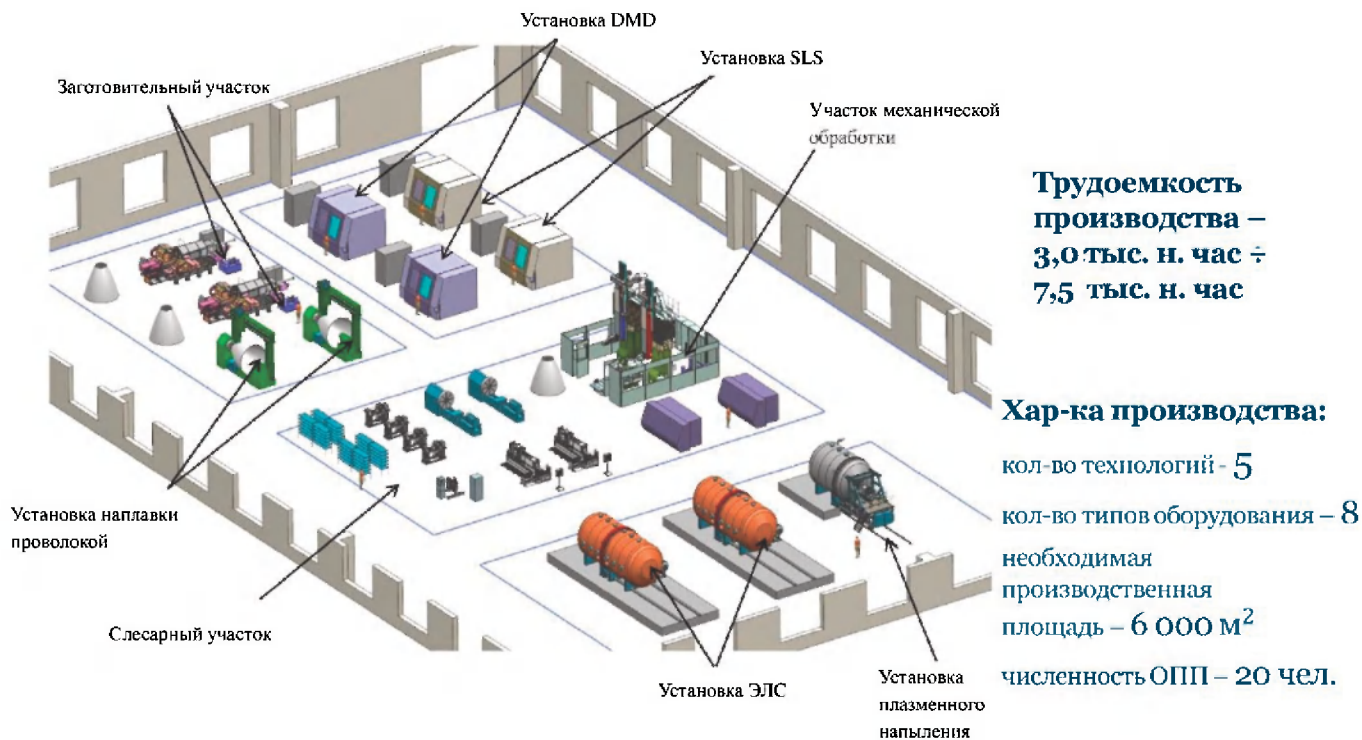 Установка DMD
Установка SLS
Заготовительный участок
Участок механической
обработки
Установка наплавки
проволокой
Слесарный участок
Установка ЭЛС
Установка
плазменного
напыления
Трудоемкость
производства –
3,0 тыс. н. час ÷
7,5 тыс. н. час
Хар-ка производства:
кол-во технологий - 5
кол-во типов оборудования – 8
необходимая
производственная
площадь – 6 000 м²
численность ОПП – 20 чел.